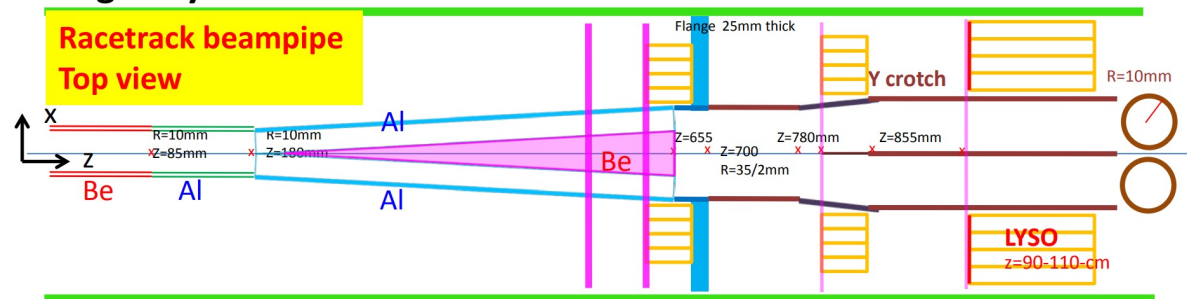 Racetrack beampipe
Top view
Flange 25mm thick
Y crotch
R=10mm
X
Al
R=10mm
R=10mm
Z=655
Z=780mm
Z=855mm
Z
Z=85mm
Z=180mm
Be
Z=700
R=35/2mm
Be
Al
Al
LYSO
z=90-110-cm